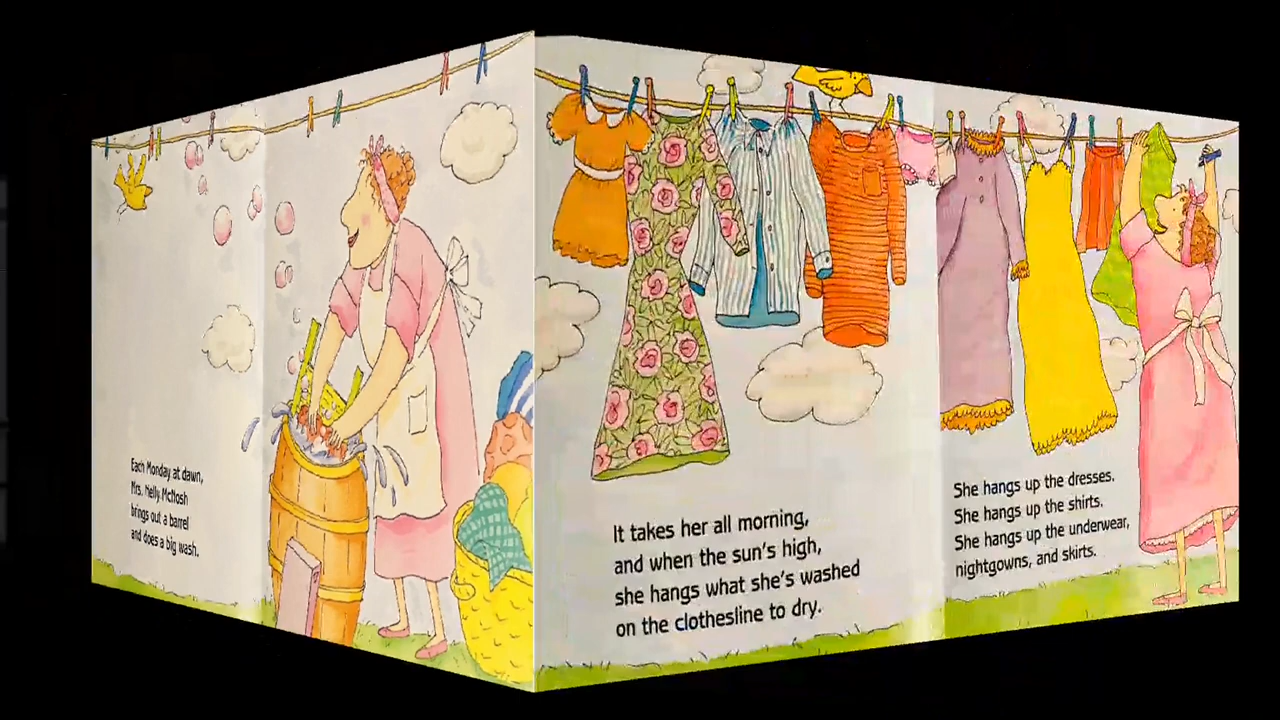 Each Monday at dawn,
Mrs. Nelly McNosh
brings out a barrel
and does a big wash.
It takes her all morning,
and when the sun's high,
she hangs what she's washed
on the clothesline to dry.
She hangs up the dresses.
She hangs up the shirts.
She hangs up the underwear,
nightgowns, and skirts.